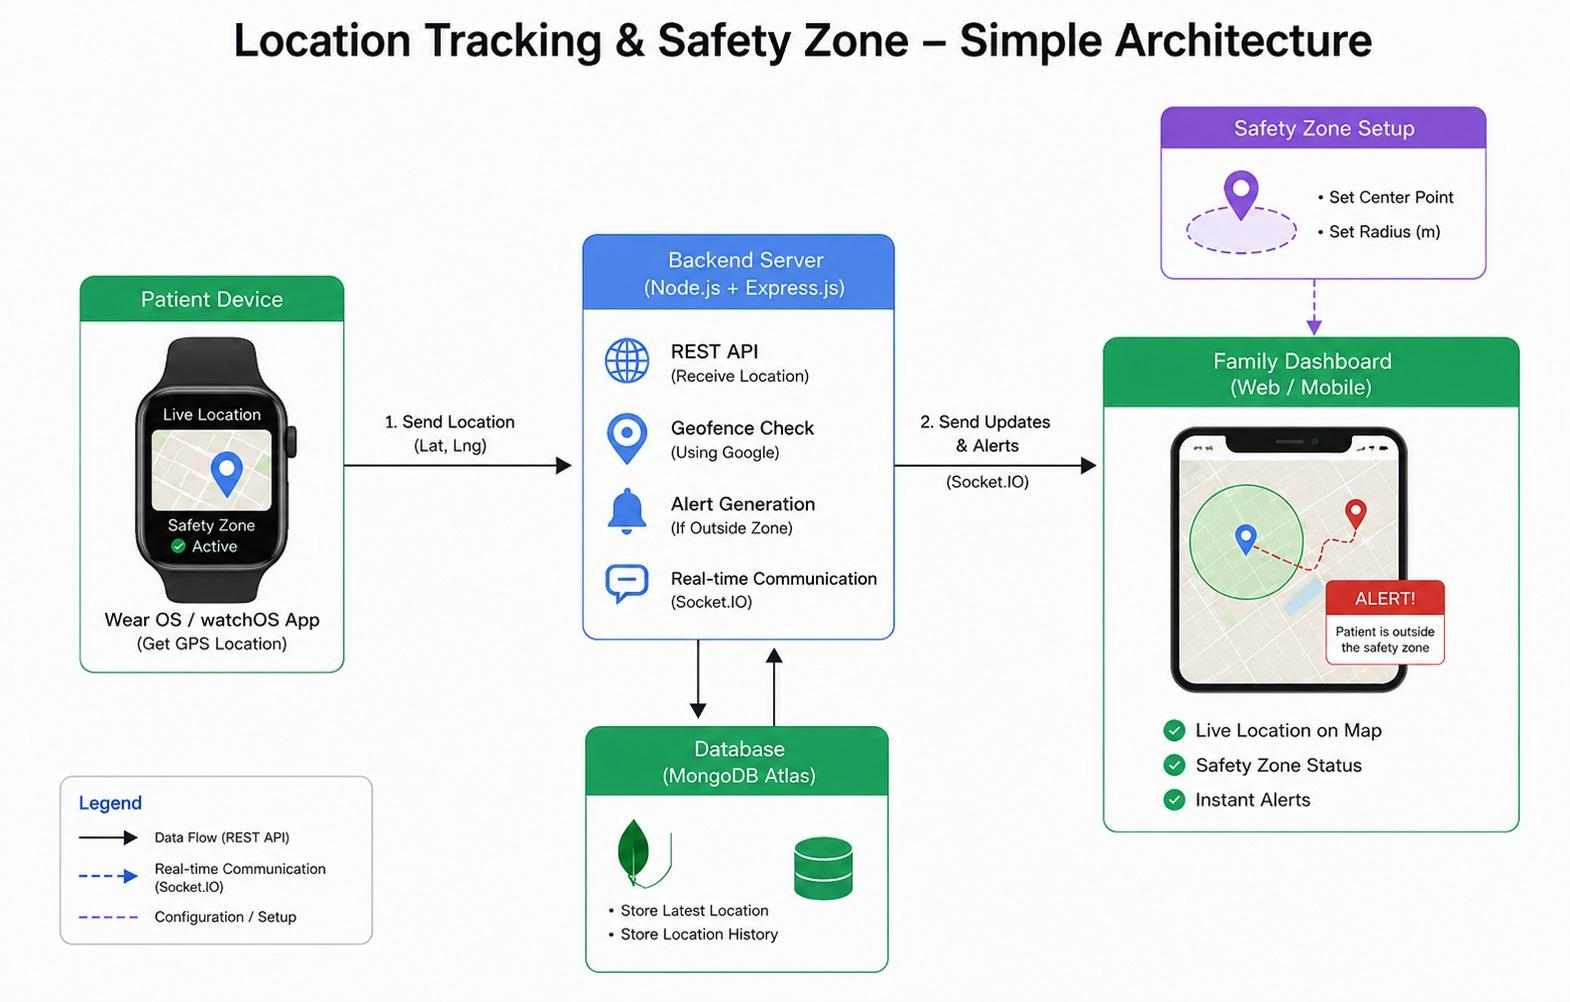 Location Tracking & Safety Zone – Simple Architecture
Safety Zone Setup
• Set Center Point
• Set Radius (m)
Patient Device
Live Location
Safety Zone
Active
Wear OS / watchOS App
(Get GPS Location)
1. Send Location
(Lat, Lng)
Backend Server
(Node.js + Express.js)
REST API
(Receive Location)
Geofence Check
(Using Google)
Alert Generation
(If Outside Zone)
Real-time Communication
(Socket.IO)
2. Send Updates
& Alerts
(Socket.IO)
Family Dashboard
(Web / Mobile)
ALERT!
Patient is outside
the safety zone
Live Location on Map
Safety Zone Status
Instant Alerts
Database
(MongoDB Atlas)
• Store Latest Location
• Store Location History
Legend
Data Flow (REST API)
Real-time Communication
(Socket.IO)
Configuration / Setup